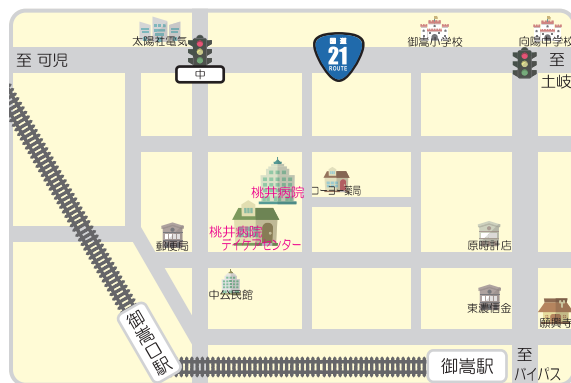 太陽社電気
国道
21
ROUTE
御嵩小学校
向陽中学校
至 可児
中
至
土岐
桃井病院
コーヨー薬局
桃井病院
デイケアセンター
郵便局
原時計店
中公民館
東濃信金
願興寺
御嵩口駅
御嵩駅
至
バイパス